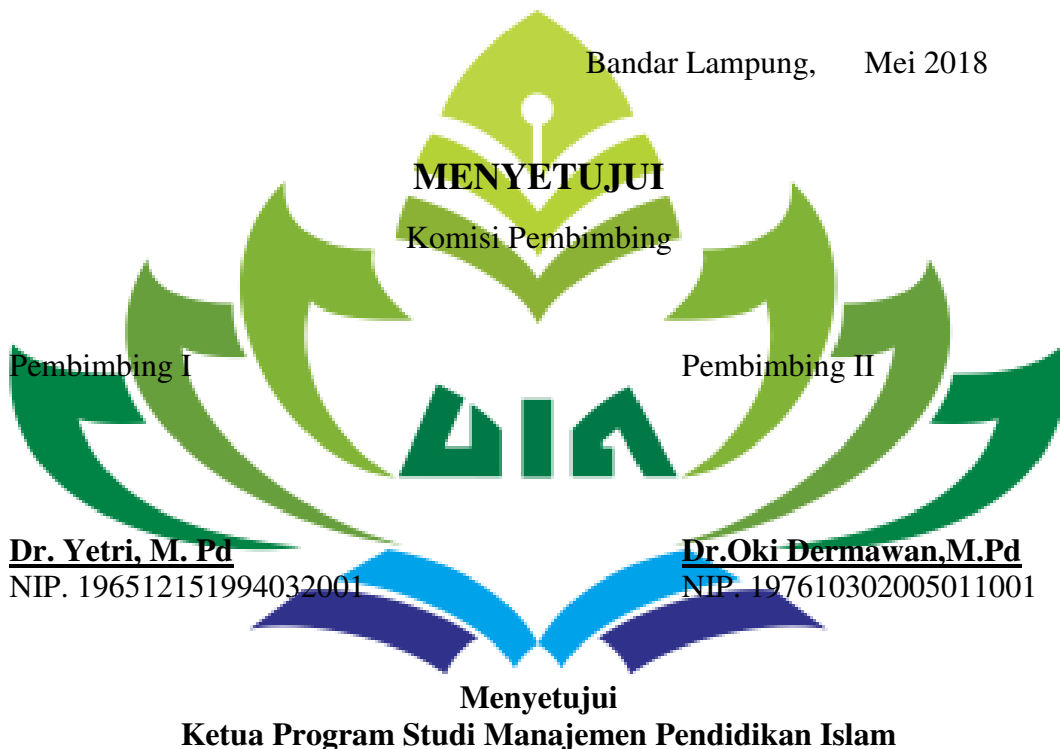 Bandar Lampung, Mei 2018
MENYETUJUI
Komisi Pembimbing
Pembimbing I Pembimbing II
UIN
Dr. Yetri, M. Pd Dr.Oki Dermawan,M.Pd
NIP. 196512151994032001 NIP. 197610302005011001
Menyetujui
Ketua Program Studi Manajemen Pendidikan Islam